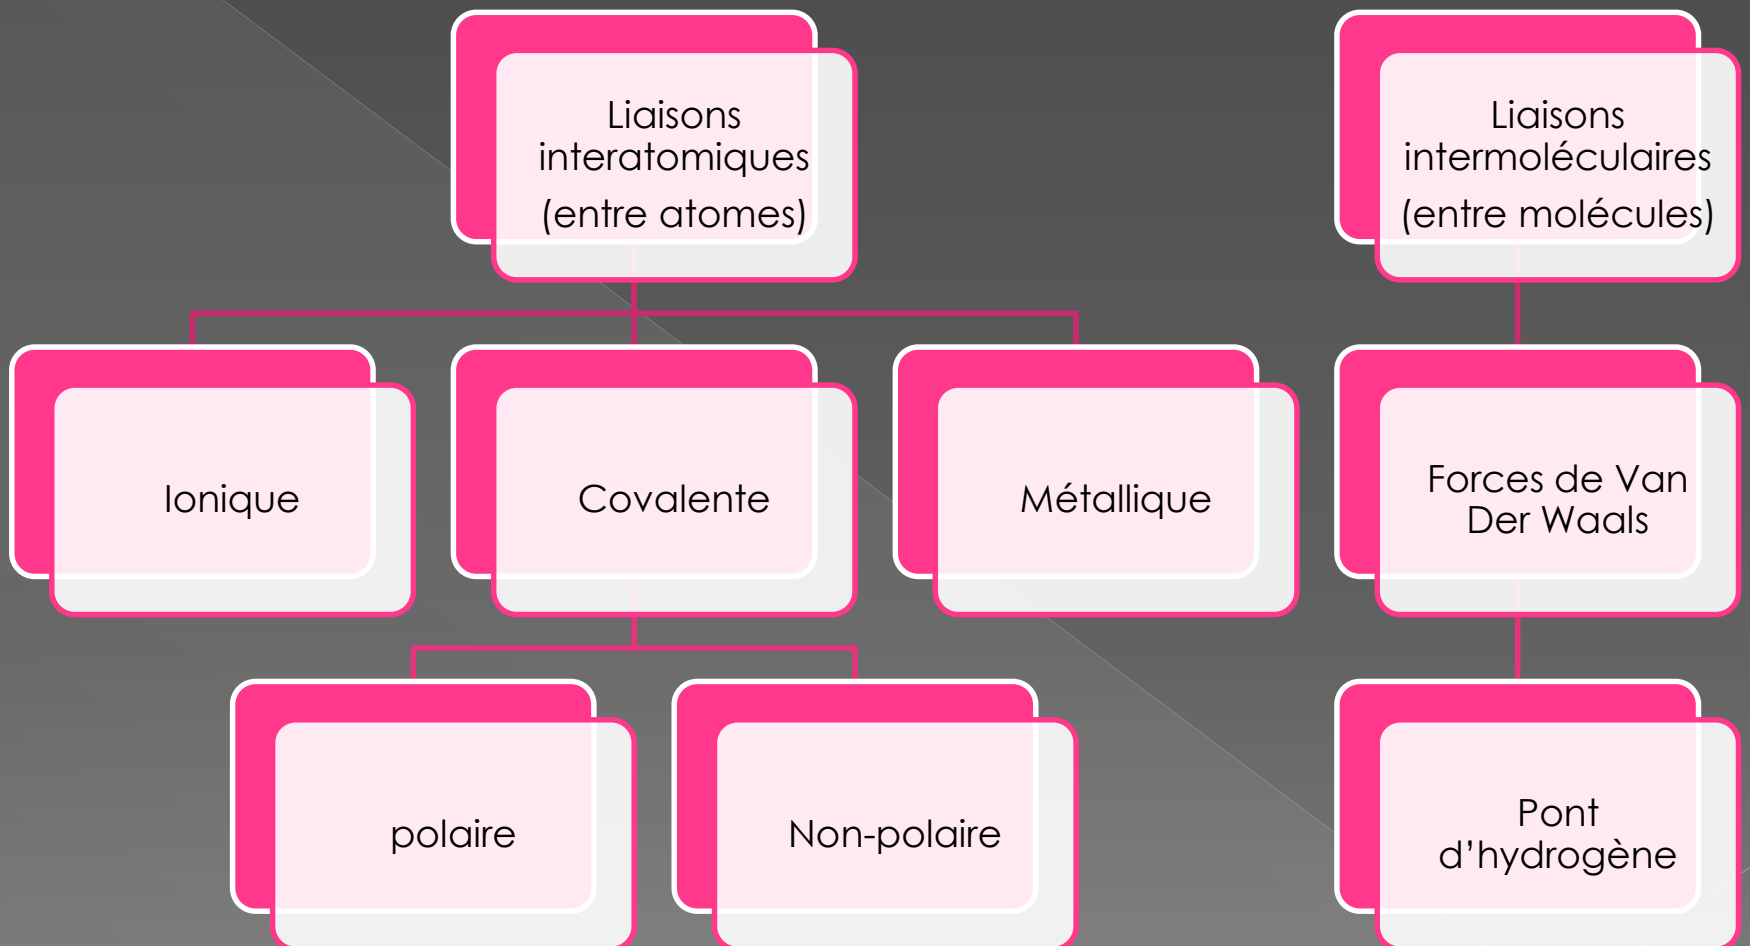 Liaisons
interatomiques
(entre atomes)
Liaisons
intermoléculaires
(entre molécules)
Ionique
Covalente
Métallique
Forces de Van
Der Waals
polaire
Non-polaire
Pont
d’hydrogène